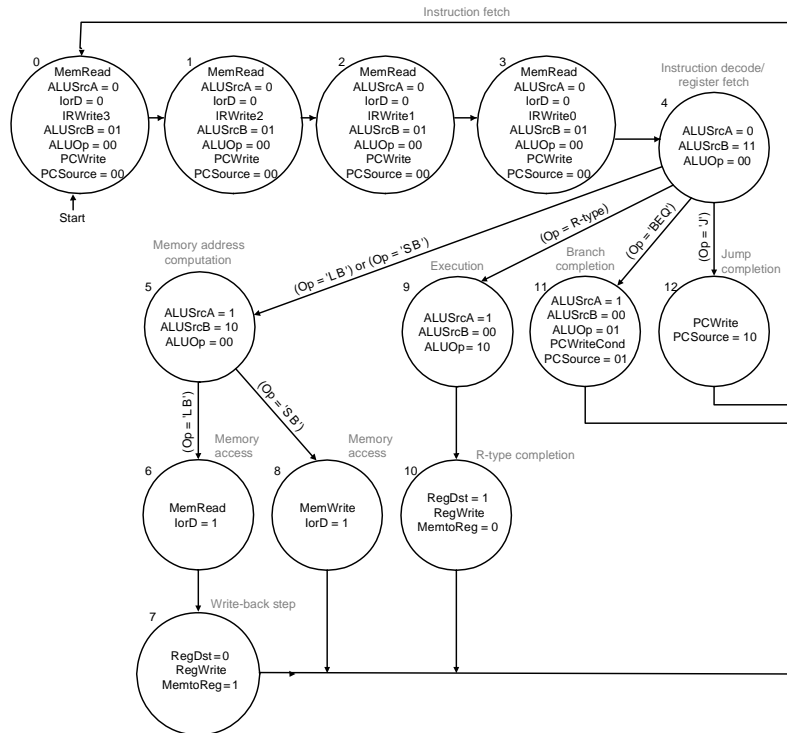 Instruction fetch
0
MemRead
ALUSrcA = 0
IorD = 0
IRWrite3
ALUSrcB = 01
ALUOp = 00
PCWrite
PCSource = 00
Start
1
MemRead
ALUSrcA = 0
IorD = 0
IRWrite2
ALUSrcB = 01
ALUOp = 00
PCWrite
PCSource = 00
2
MemRead
ALUSrcA = 0
IorD = 0
IRWrite1
ALUSrcB = 01
ALUOp = 00
PCWrite
PCSource = 00
3
MemRead
ALUSrcA = 0
IorD = 0
IRWrite0
ALUSrcB = 01
ALUOp = 00
PCWrite
PCSource = 00
Instruction decode/
register fetch
4
ALUSrcA = 0
ALUSrcB = 11
ALUOp = 00
(Op = 'LB') or (Op = 'SB')
(Op = R-type)
(Op = 'BEQ')
(Op = 'J')
Memory address
computation
5
ALUSrcA = 1
ALUSrcB = 10
ALUOp = 00
Execution
9
ALUSrcA = 1
ALUSrcB = 00
ALUOp = 10
Branch
completion
11
ALUSrcA = 1
ALUSrcB = 00
ALUOp = 01
PCWriteCond
PCSource = 01
Jump
completion
12
PCWrite
PCSource = 10
(Op = 'LB')
(Op = 'SB')
Memory
access
6
MemRead
IorD = 1
Memory
access
8
MemWrite
IorD = 1
R-type completion
10
RegDst = 1
RegWrite
MemtoReg = 0
Write-back step
7
RegDst = 0
RegWrite
MemtoReg = 1